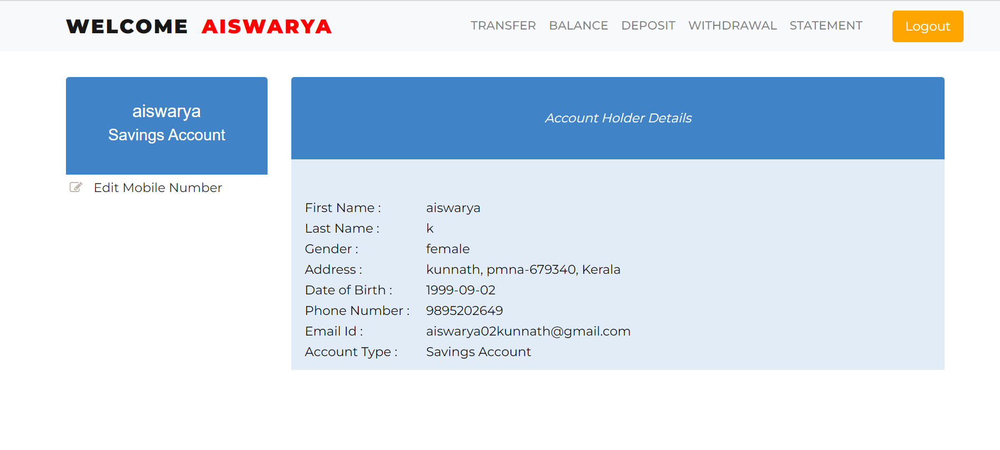 WELCOME AISWARYA
TRANSFER BALANCE DEPOSIT WITHDRAWAL STATEMENT Logout
aiswarya
Savings Account
Edit Mobile Number
Account Holder Details
First Name : aiswarya
Last Name : k
Gender : female
Address : kunnath, pmna-679340, Kerala
Date of Birth : 1999-09-02
Phone Number : 9895202649
Email Id : aiswarya02kunnath@gmail.com
Account Type : Savings Account